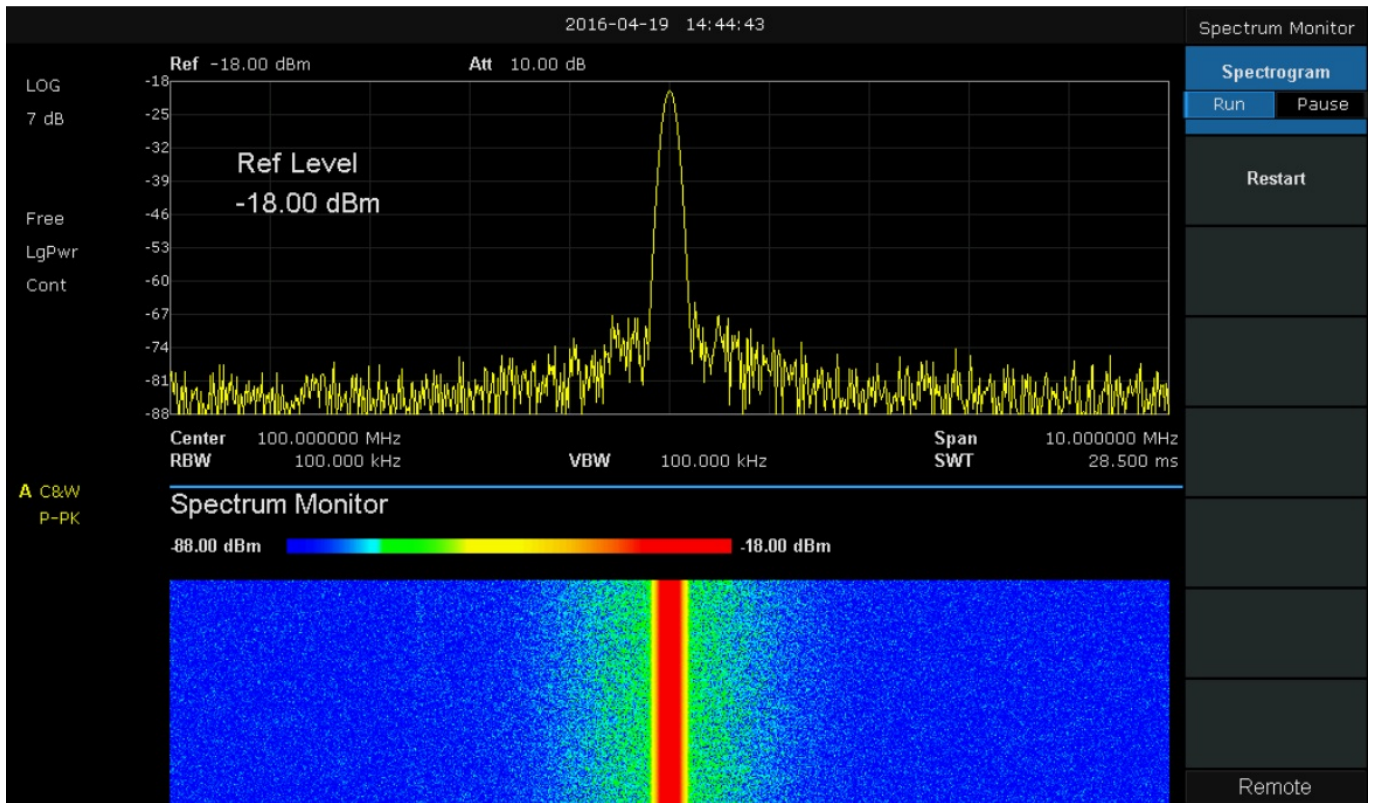 2016-04-19 14:44:43
Spectrum Monitor
Ref -18.00 dBm Att 10.00 dB
Spectrogram
Run Pause
Restart
LOG
7 dB
Free
LgPwr
Cont
-18
-25
-32
-39
-46
-53
-60
-67
-74
-81
-88
Ref Level
-18.00 dBm
Center 100.000000 MHz Span 10.000000 MHz
RBW 100.000 kHz VBW 100.000 kHz SWT 28.500 ms
A C&W
P-PK
Spectrum Monitor
-88.00 dBm -18.00 dBm
Remote